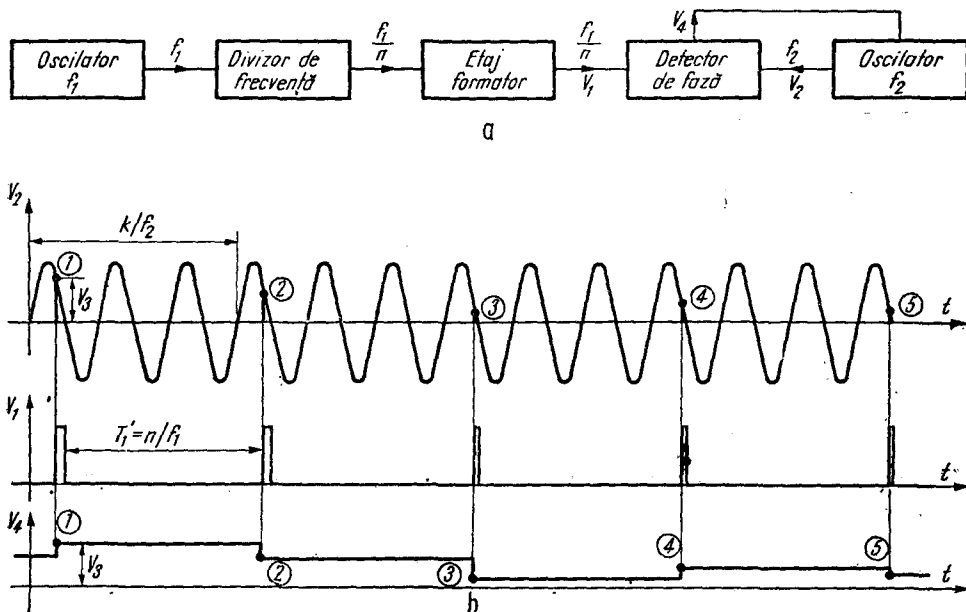 Oscilator f₁
f₁
Divizor de frecvență
f₁/n
Etaj formator
f₁/n
V₁
Detector de fază
V₄
f₂
V₂
Oscilator f₂
a
V₂
k/f₂
①
V₃
②
③
④
⑤
t
V₁
T₁'=n/f₁
t
V₄
①
V₃
②
③
④
⑤
t
b